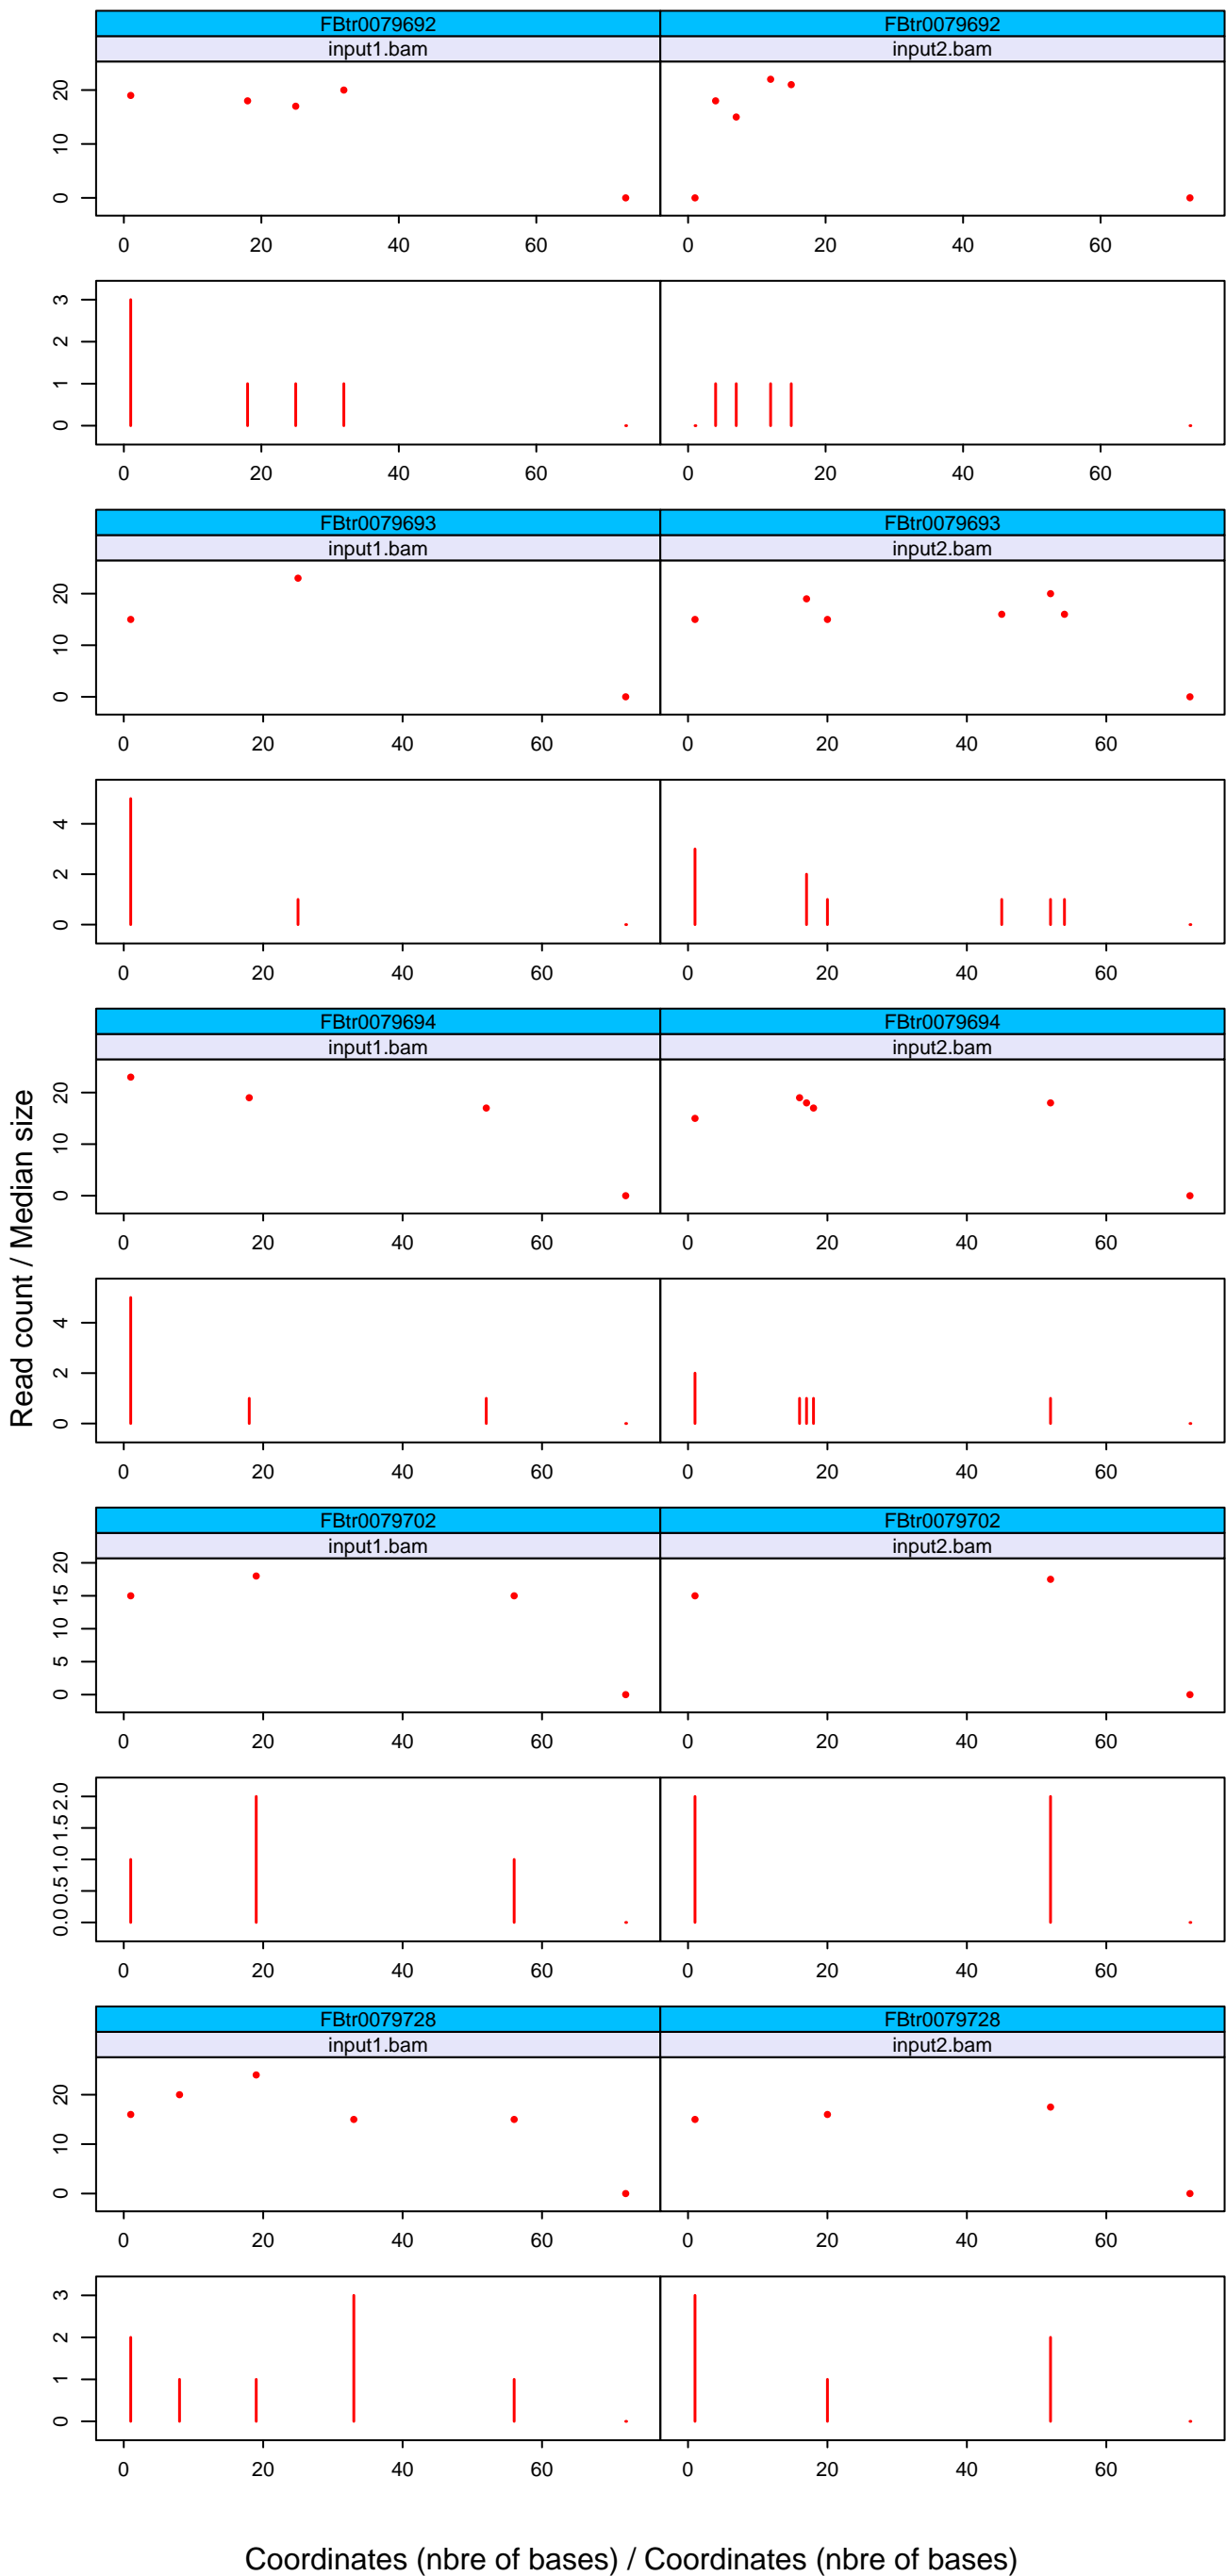 FBtr0079692 FBtr0079692
input1.bam input2.bam
20
10
0
0 20 40 60 0 20 40 60
3
2
1
0
0 20 40 60 0 20 40 60
FBtr0079693 FBtr0079693
input1.bam input2.bam
20
10
0
0 20 40 60 0 20 40 60
4
2
0
0 20 40 60 0 20 40 60
FBtr0079694 FBtr0079694
input1.bam input2.bam
20
10
0
0 20 40 60 0 20 40 60
Read count / Median size
4
2
0
0 20 40 60 0 20 40 60
FBtr0079702 FBtr0079702
input1.bam input2.bam
20
15
10
5
0
0 20 40 60 0 20 40 60
2.0
1.5
1.0
0.5
0.0
0 20 40 60 0 20 40 60
FBtr0079728 FBtr0079728
input1.bam input2.bam
20
10
0
0 20 40 60 0 20 40 60
3
2
1
0
0 20 40 60 0 20 40 60
Coordinates (nbre of bases) / Coordinates (nbre of bases)